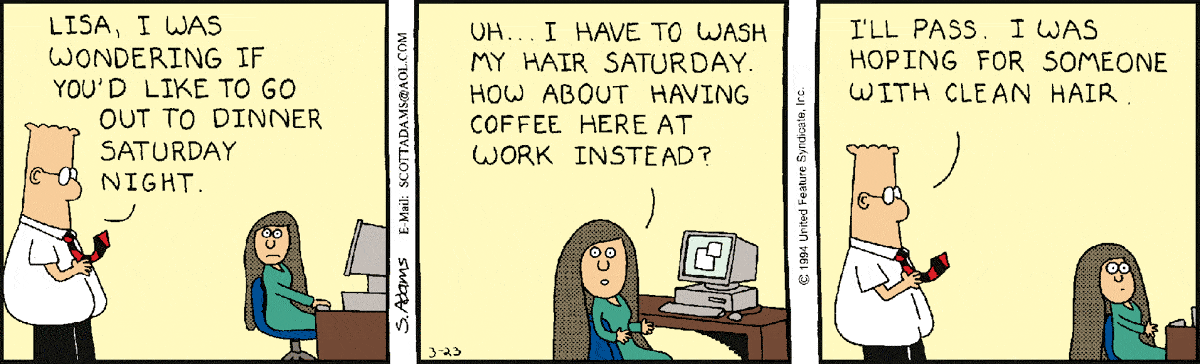 LISA, I WAS
WONDERING IF
YOU'D LIKE TO GO
OUT TO DINNER
SATURDAY
NIGHT.
S. Adams
E-Mail: SCOTTADAMS@AOL.COM
UH... I HAVE TO WASH
MY HAIR SATURDAY.
HOW ABOUT HAVING
COFFEE HERE AT
WORK INSTEAD?
3-23
© 1994 United Feature Syndicate, Inc.
I'LL PASS. I WAS
HOPING FOR SOMEONE
WITH CLEAN HAIR.